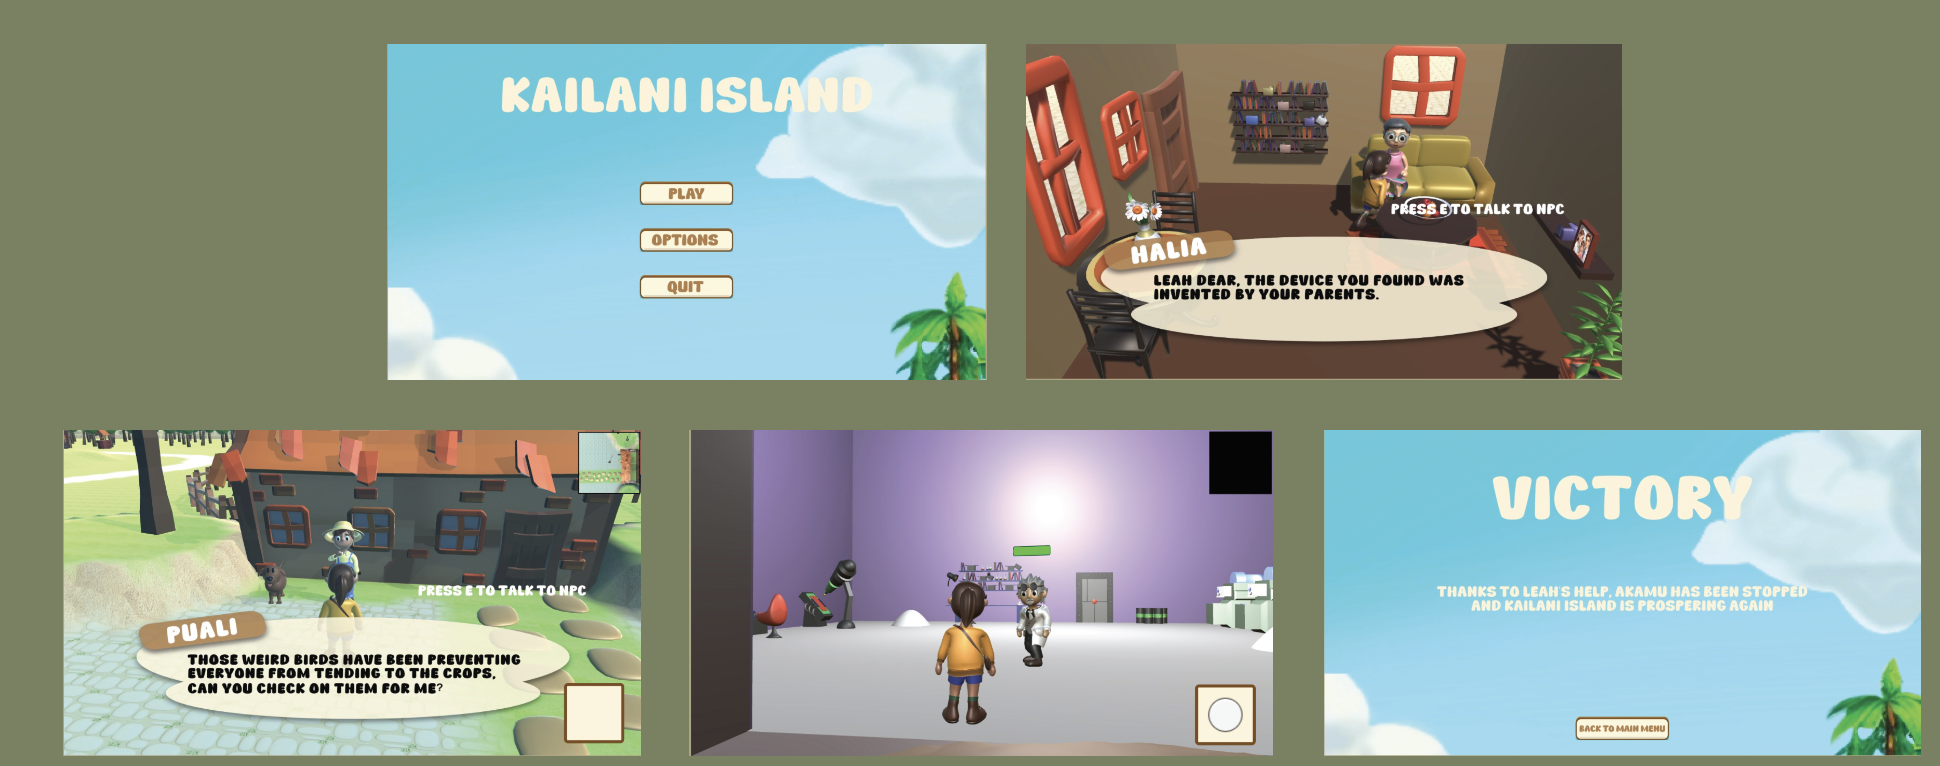 KAILANI ISLAND
PLAY
OPTIONS
QUIT
PRESS E TO TALK TO NPC
HALIA
LEAH DEAR, THE DEVICE YOU FOUND WAS
INVENTED BY YOUR PARENTS.
PRESS E TO TALK TO NPC
PUALI
THOSE WEIRD BIRDS HAVE BEEN PREVENTING
EVERYONE FROM TENDING TO THE CROPS,
CAN YOU CHECK ON THEM FOR ME?
VICTORY
THANKS TO LEAH'S HELP, AKAMU HAS BEEN STOPPED
AND KAILANI ISLAND IS PROSPERING AGAIN
BACK TO MAIN MENU